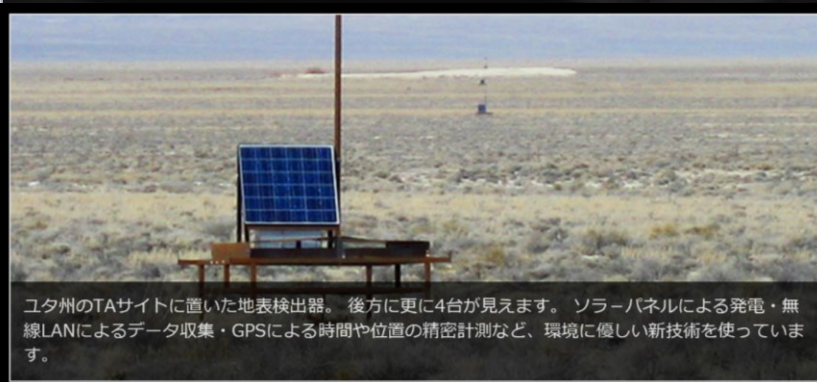 ユタ州のTAサイトに置いた地表検出器。 後方に更に4台が見えます。 ソラーパネルによる発電・無
線LANによるデータ収集・GPSによる時間や位置の精密計測など、環境に優しい新技術を使っていま
す。